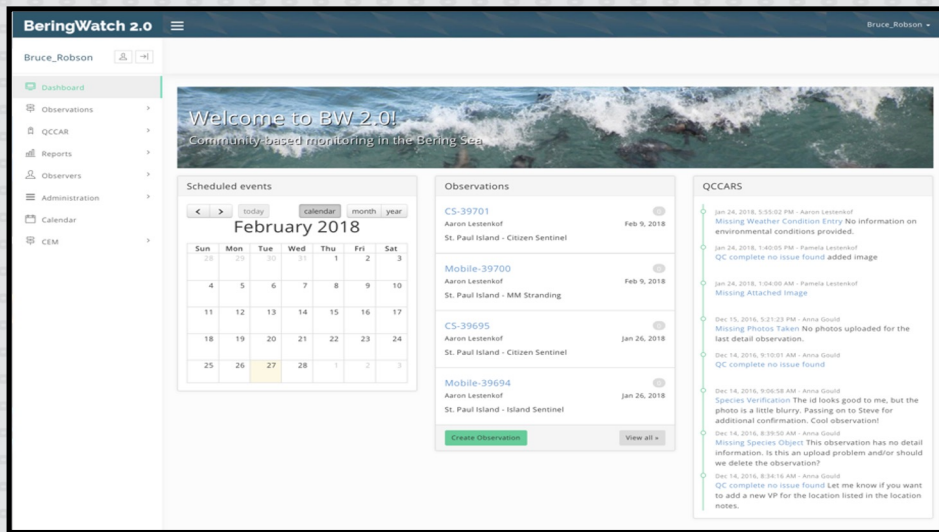 BeringWatch 2.0
Bruce_Robson
Bruce_Robson
Dashboard
Observations
QCCAR
Reports
Observers
Administration
Calendar
CEM
Welcome to BW 2.0!
Community-based monitoring in the Bering Sea
Scheduled events
< > today calendar month year
February 2018
Sun Mon Tue Wed Thu Fri Sat
28 29 30 31 1 2 3
4 5 6 7 8 9 10
11 12 13 14 15 16 17
18 19 20 21 22 23 24
25 26 27 28 1 2 3
Observations
CS-39701
Aaron Lestenkof Feb 9, 2018
St. Paul Island - Citizen Sentinel
Mobile-39700
Aaron Lestenkof Feb 9, 2018
St. Paul Island - MM Stranding
CS-39695
Aaron Lestenkof Jan 26, 2018
St. Paul Island - Citizen Sentinel
Mobile-39694
Aaron Lestenkof Jan 26, 2018
St. Paul Island - Island Sentinel
Create Observation View all »
QCCARS
Jan 24, 2018, 5:55:02 PM - Aaron Lestenkof
Missing Weather Condition Entry No information on
environmental conditions provided.
Jan 24, 2018, 1:40:05 PM - Pamela Lestenkof
QC complete no issue found added image
Jan 24, 2018, 1:04:00 AM - Pamela Lestenkof
Missing Attached Image
Dec 15, 2016, 5:21:23 PM - Anna Gould
Missing Photos Taken No photos uploaded for the
last detail observation.
Dec 14, 2016, 9:10:01 AM - Anna Gould
QC complete no issue found
Dec 14, 2016, 9:06:58 AM - Anna Gould
Species Verification The id looks good to me, but the
photo is a little blurry. Passing on to Steve for
additional confirmation. Cool observation!
Dec 14, 2016, 8:39:50 AM - Anna Gould
Missing Species Object This observation has no detail
information. Is this an upload problem and/or should
we delete the observation?
Dec 14, 2016, 8:34:16 AM - Anna Gould
QC complete no issue found Let me know if you want
to add a new VP for the location listed in the location
notes.